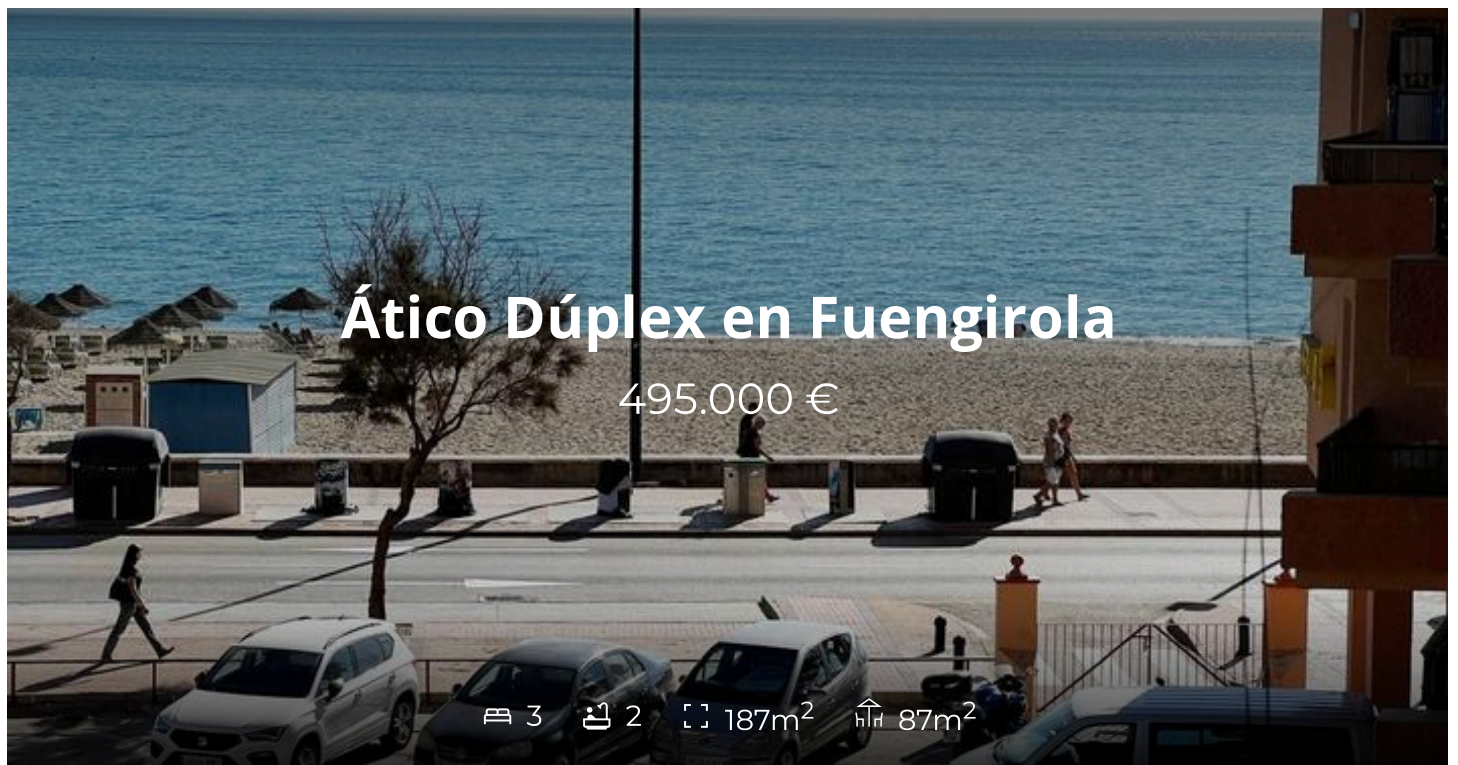 Ático Dúplex en Fuengirola
495.000 €
3 2 187m² 87m²